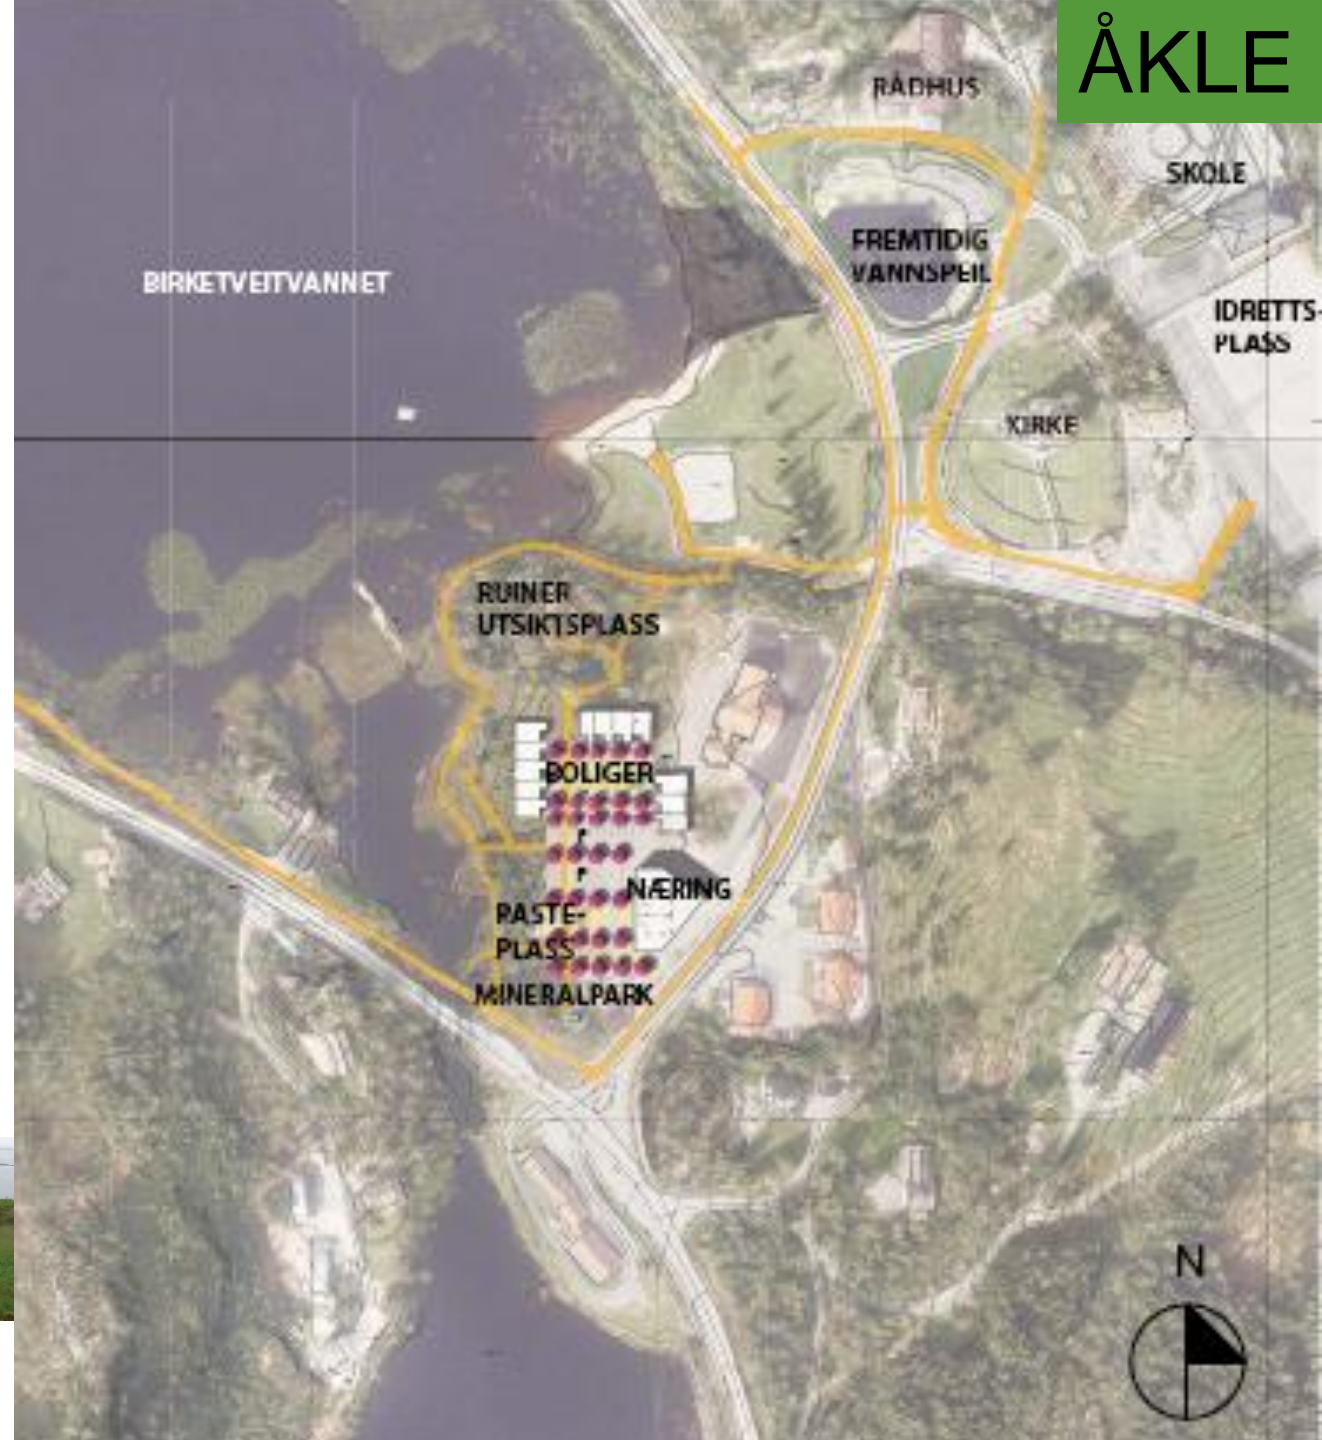 ÅKLE
RÅDHUS
SKOLE
FREMTIDIG
VANNSPEIL
BIRKETVEITVANNET
IDRETTS-
PLASS
KIRKE
RUINER
UTSIKTSPLASS
BOLIGER
P
P
NÆRING
RASTE-
PLASS
MINERALPARK
N